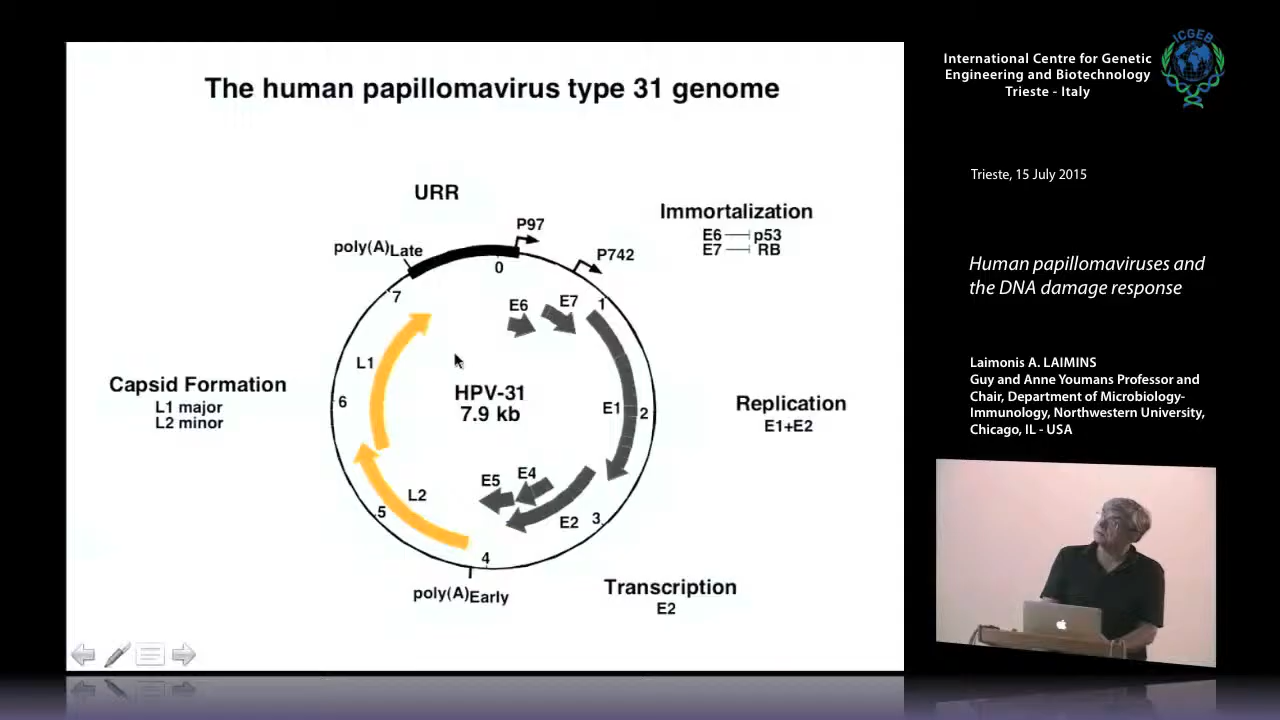 The human papillomavirus type 31 genome
URR
P97
poly(A)Late
P742
0
Immortalization
E6 ⊣ p53
E7 ⊣ RB
7
E6
E7
1
L1
Capsid Formation
L1 major
L2 minor
6
HPV-31
7.9 kb
E1
2
Replication
E1+E2
E5
E4
L2
5
E2
3
4
poly(A)Early
Transcription
E2
ICGEB
International Centre for Genetic
Engineering and Biotechnology
Trieste - Italy
Trieste, 15 July 2015
Human papillomaviruses and
the DNA damage response
Laimonis A. LAIMINS
Guy and Anne Youmans Professor and
Chair, Department of Microbiology-
Immunology, Northwestern University,
Chicago, IL - USA